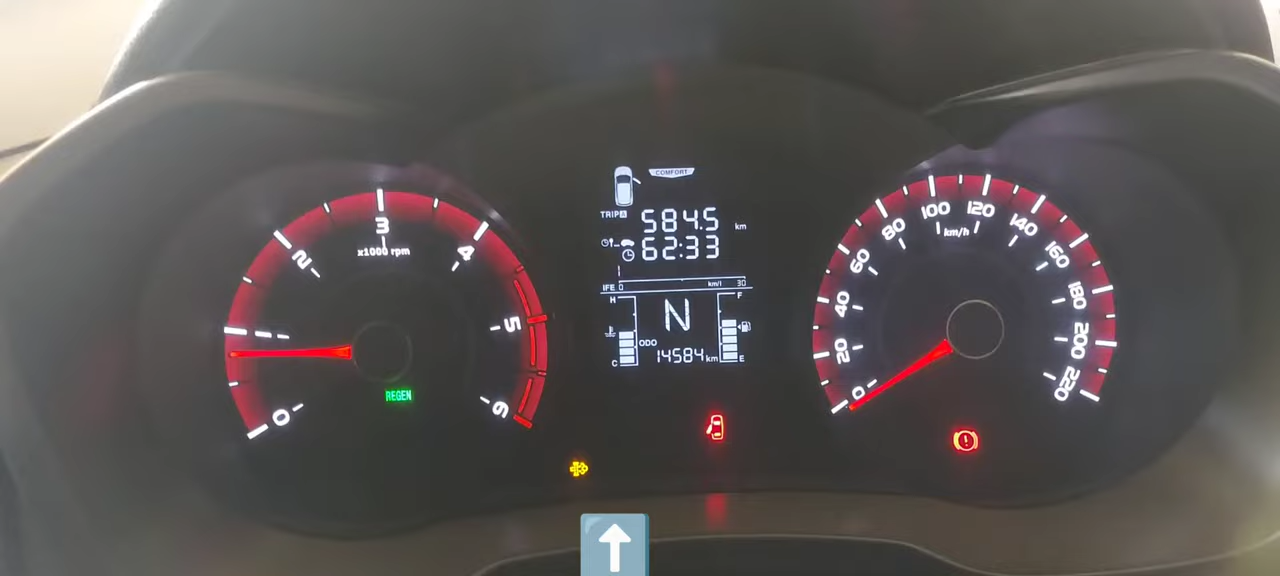 COMFORT
TRIP A 584.5 km
62:33
IFE 0 km/l 30
H F
N
ODO
C 14584 km E
0 2 3 4 5 6
x1000 rpm
REGEN
0 20 40 60 80 100 120 140 160 180 200 220
km/h